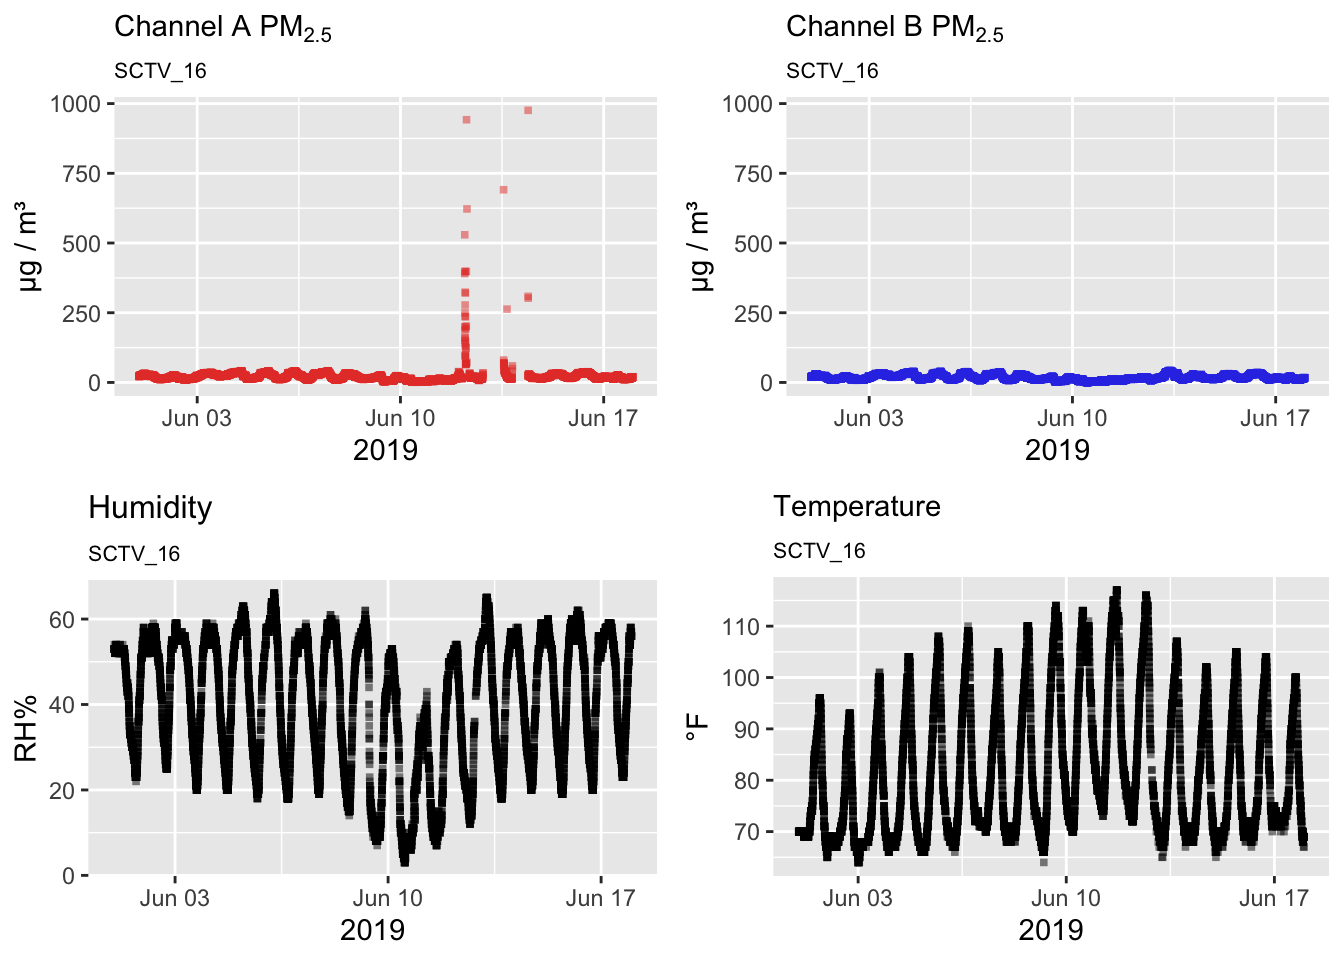 Channel A PM2.5
SCTV_16
1000
750
500
250
0
µg / m³
Jun 03 Jun 10 Jun 17
2019
Channel B PM2.5
SCTV_16
1000
750
500
250
0
µg / m³
Jun 03 Jun 10 Jun 17
2019
Humidity
SCTV_16
60
40
20
0
RH%
Jun 03 Jun 10 Jun 17
2019
Temperature
SCTV_16
110
100
90
80
70
°F
Jun 03 Jun 10 Jun 17
2019